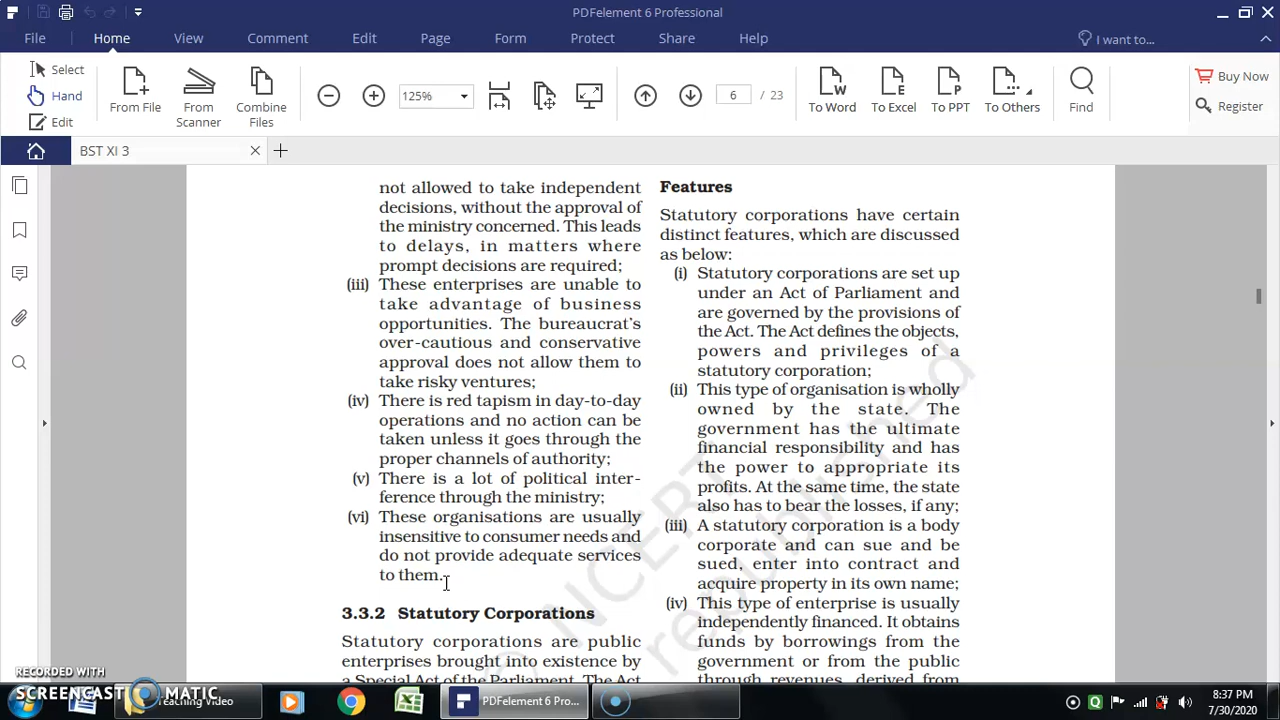 PDFelement 6 Professional
File
Home
View
Comment
Edit
Page
Form
Protect
Share
Help
I want to...
Select
Hand
Edit
From File
From
Scanner
Combine
Files
125%
6
/ 23
To Word
To Excel
To PPT
To Others
Find
Buy Now
Register
BST XI 3
not allowed to take independent
decisions, without the approval of
the ministry concerned. This leads
to delays, in matters where
prompt decisions are required;
(iii) These enterprises are unable to
take advantage of business
opportunities. The bureaucrat's
over-cautious and conservative
approval does not allow them to
take risky ventures;
(iv) There is red tapism in day-to-day
operations and no action can be
taken unless it goes through the
proper channels of authority;
(v) There is a lot of political inter-
ference through the ministry;
(vi) These organisations are usually
insensitive to consumer needs and
do not provide adequate services
to them.
3.3.2 Statutory Corporations
Statutory corporations are public
enterprises brought into existence by
a Special Act of the Parliament. The Act
Features
Statutory corporations have certain
distinct features, which are discussed
as below:
(i) Statutory corporations are set up
under an Act of Parliament and
are governed by the provisions of
the Act. The Act defines the objects,
powers and privileges of a
statutory corporation;
(ii) This type of organisation is wholly
owned by the state. The
government has the ultimate
financial responsibility and has
the power to appropriate its
profits. At the same time, the state
also has to bear the losses, if any;
(iii) A statutory corporation is a body
corporate and can sue and be
sued, enter into contract and
acquire property in its own name;
(iv) This type of enterprise is usually
independently financed. It obtains
funds by borrowings from the
government or from the public
through revenues, derived from
NCERT
republished
RECORDED WITH
SCREENCAST MATIC
Teaching Video
PDFelement 6 Pro...
8:37 PM
7/30/2020